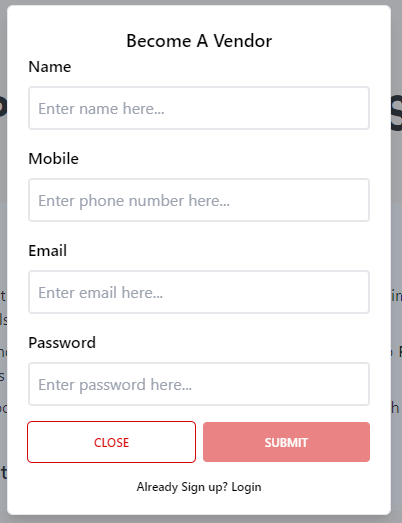 Become A Vendor
Name
Enter name here...
Mobile
Enter phone number here...
Email
Enter email here...
Password
Enter password here...
CLOSE SUBMIT
Already Sign up? Login